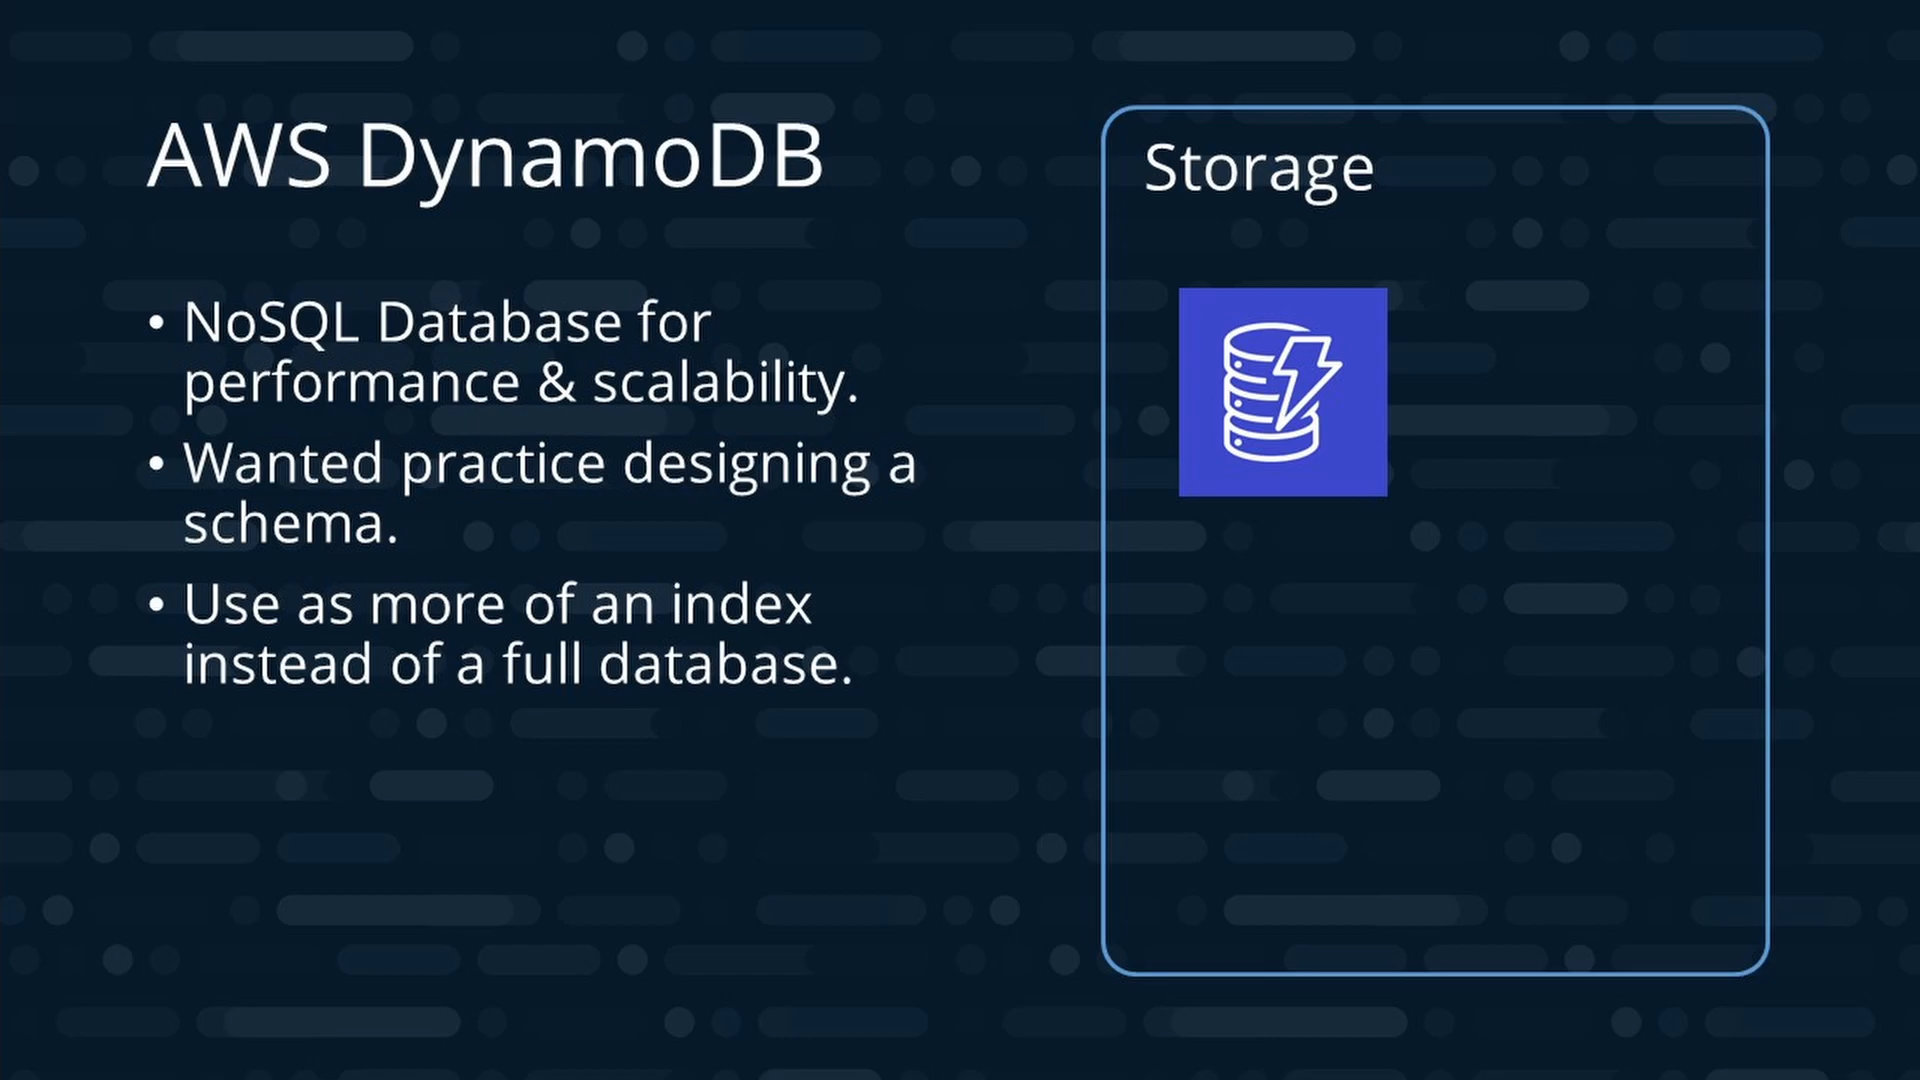 AWS DynamoDB
• NoSQL Database for
performance & scalability.
• Wanted practice designing a
schema.
• Use as more of an index
instead of a full database.
Storage